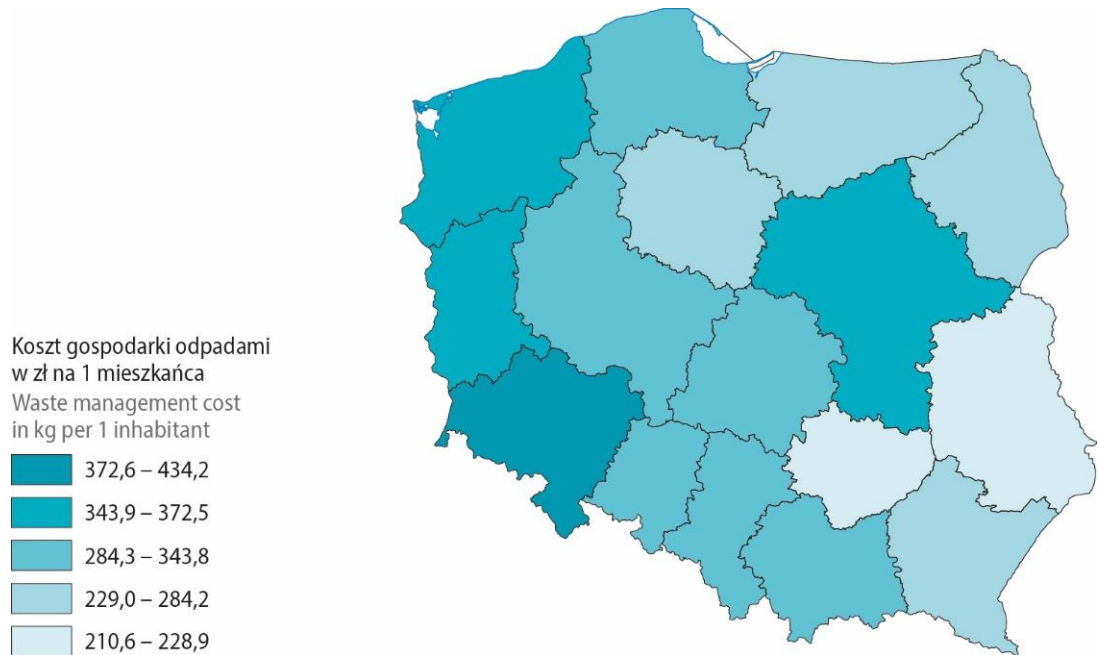 Koszt gospodarki odpadami
w zł na 1 mieszkańca
Waste management cost
in kg per 1 inhabitant
372,6 – 434,2
343,9 – 372,5
284,3 – 343,8
229,0 – 284,2
210,6 – 228,9